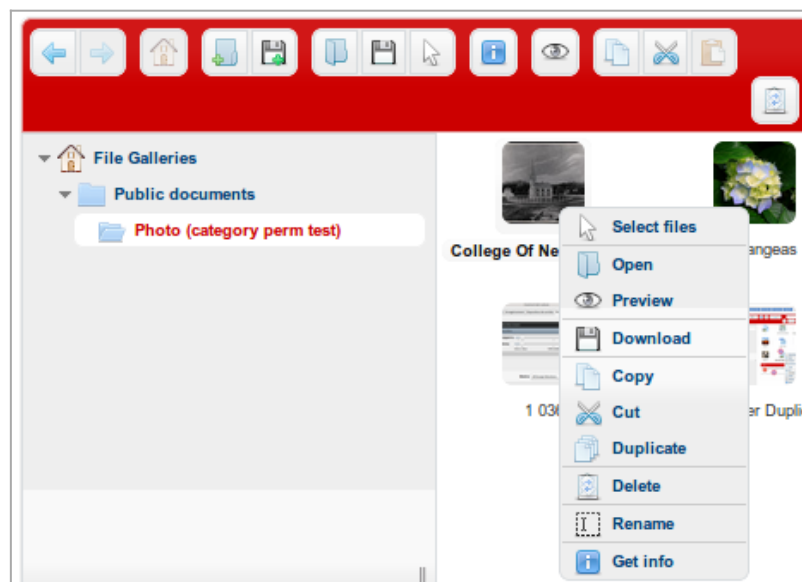 File Galleries
Public documents
Photo (category perm test)
College Of Ne
angeas
Select files
Open
Preview
Download
1 036
er Dupli
Copy
Cut
Duplicate
Delete
Rename
Get info